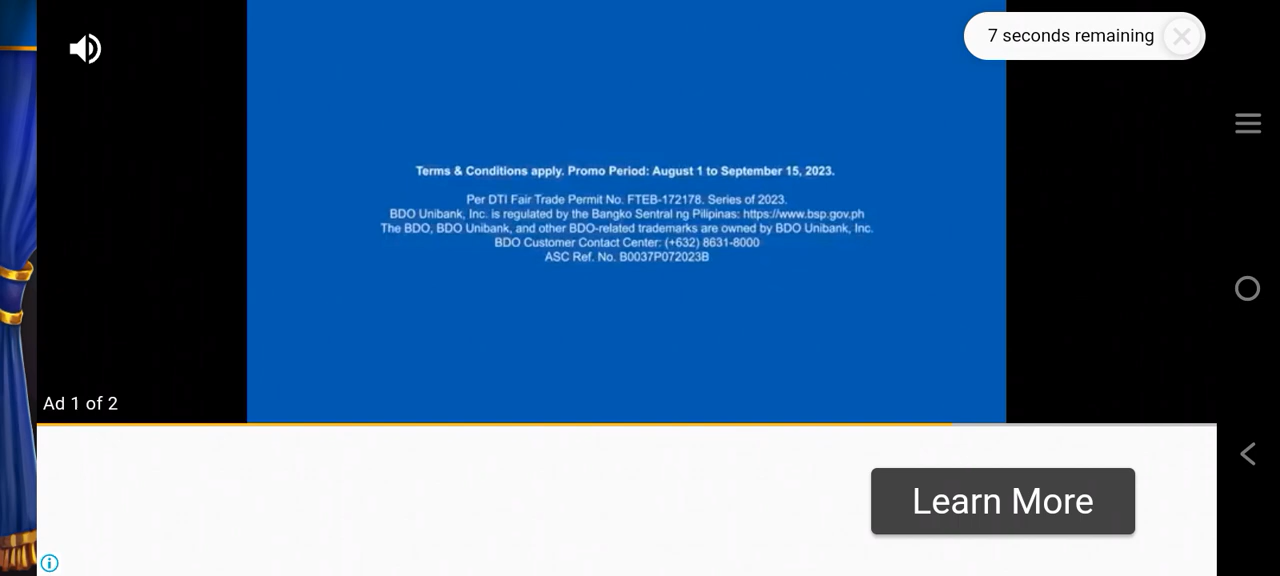 7 seconds remaining
Terms & Conditions apply. Promo Period: August 1 to September 15, 2023.
Per DTI Fair Trade Permit No. FTEB-172178. Series of 2023.
BDO Unibank, Inc. is regulated by the Bangko Sentral ng Pilipinas: https://www.bsp.gov.ph
The BDO, BDO Unibank, and other BDO-related trademarks are owned by BDO Unibank, Inc.
BDO Customer Contact Center: (+632) 8631-8000
ASC Ref. No. B0037P072023B
Ad 1 of 2
Learn More